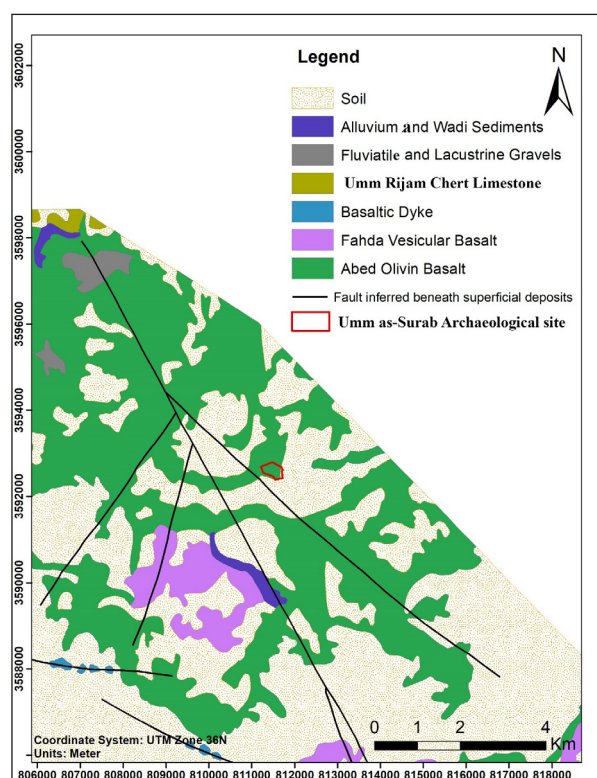 Legend
N
Soil
Alluvium and Wadi Sediments
Fluviatile and Lacustrine Gravels
Umm Rijam Chert Limestone
Basaltic Dyke
Fahda Vesicular Basalt
Abed Olivin Basalt
Fault inferred beneath superficial deposits
Umm as-Surab Archaeological site
3602000
3600000
3598000
3596000
3594000
3592000
3590000
3588000
0 2 4
Km
Coordinate System: UTM Zone 36N
Units: Meter
806000 807000 808000 809000 810000 811000 812000 813000 814000 815000 816000 817000 818000